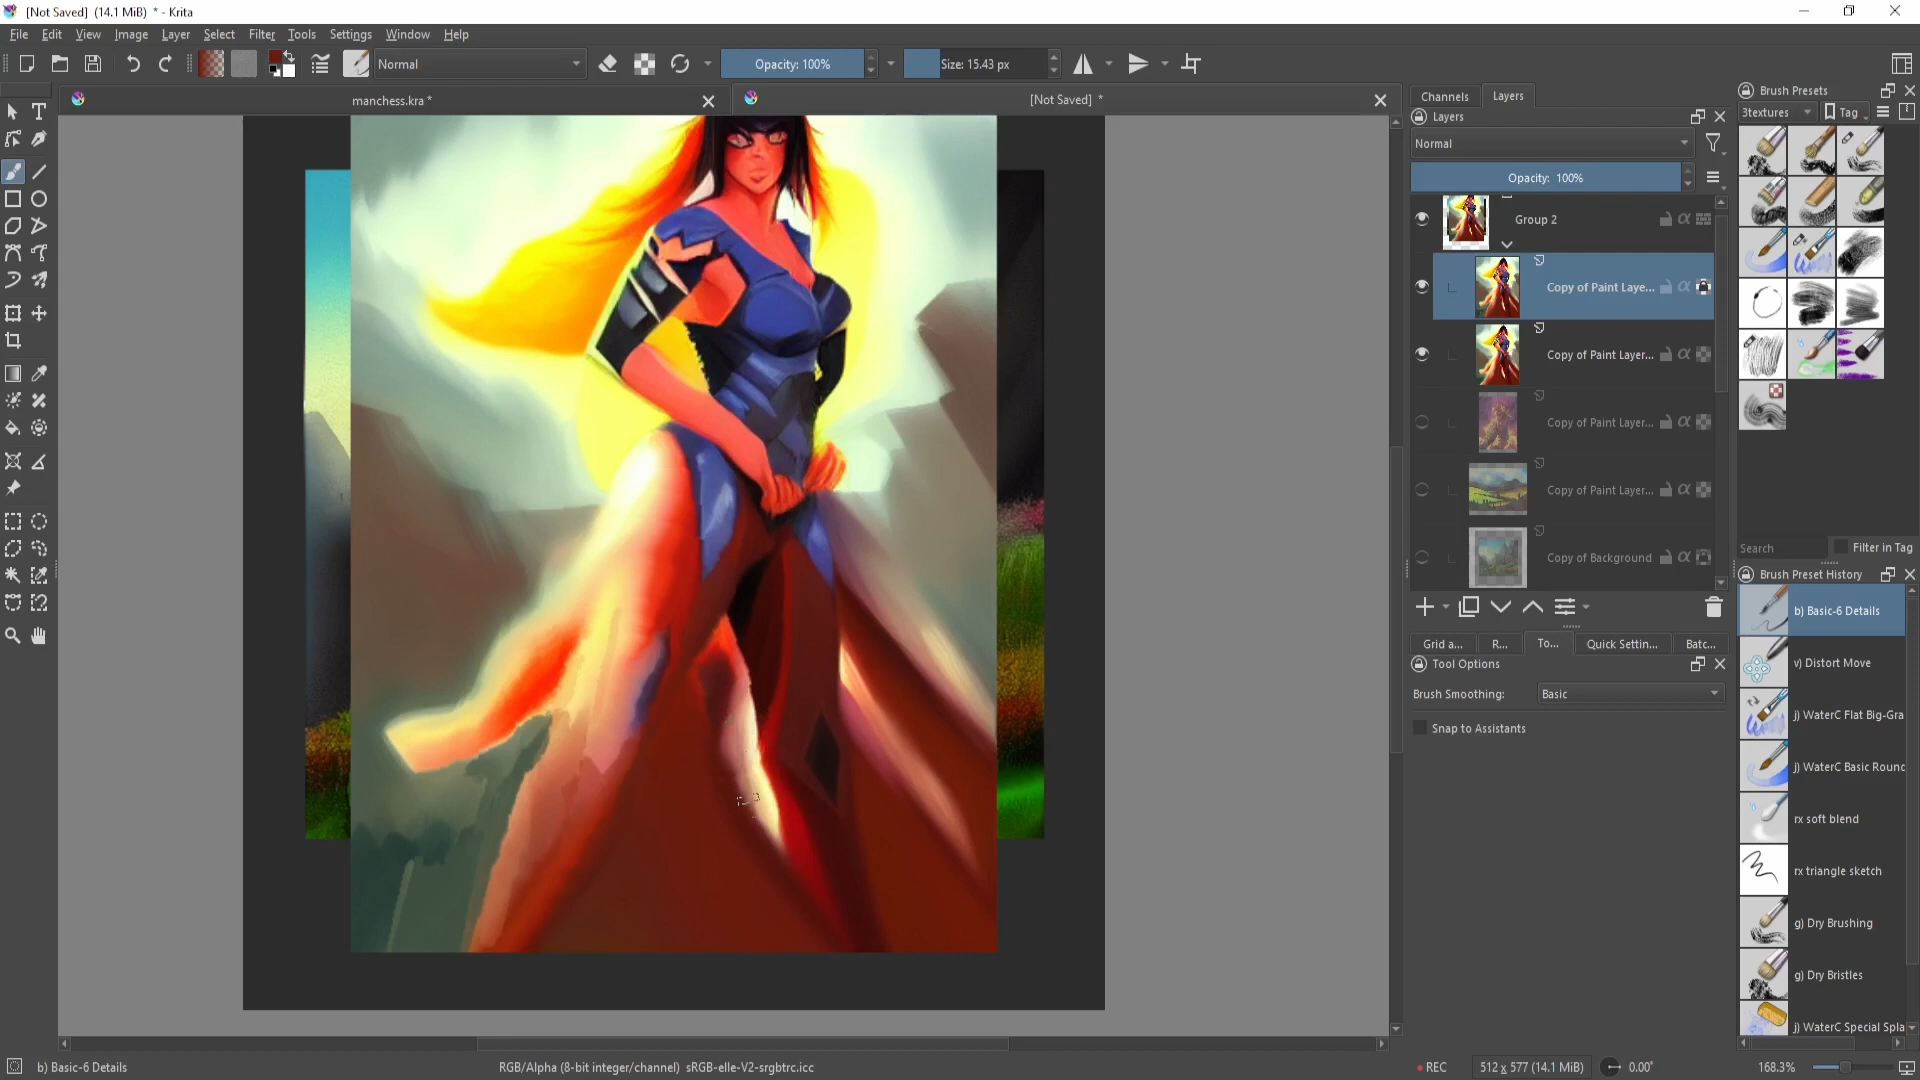 [Not Saved]  (14.1 MiB)  * - Krita
File Edit View Image Layer Select Filter Tools Settings Window Help
Normal
Opacity: 100%
Size: 15.43 px
manchess.kra *
[Not Saved]  *
Channels
Layers
Layers
Normal
Opacity:  100%
Group 2
Copy of Paint Laye...
Copy of Paint Layer...
Copy of Paint Layer...
Copy of Paint Layer...
Copy of Background
Grid a...
R...
To...
Quick Settin...
Batc...
Tool Options
Brush Smoothing:
Basic
Snap to Assistants
Brush Presets
3textures
Tag
Search
Filter in Tag
Brush Preset History
b) Basic-6 Details
v) Distort Move
j) WaterC Flat Big-Gra
j) WaterC Basic Round
rx soft blend
rx triangle sketch
g) Dry Brushing
g) Dry Bristles
j) WaterC Special Spla
b) Basic-6 Details
RGB/Alpha (8-bit integer/channel)  sRGB-elle-V2-srgbtrc.icc
REC
512 x 577 (14.1 MiB)
0.00°
168.3%